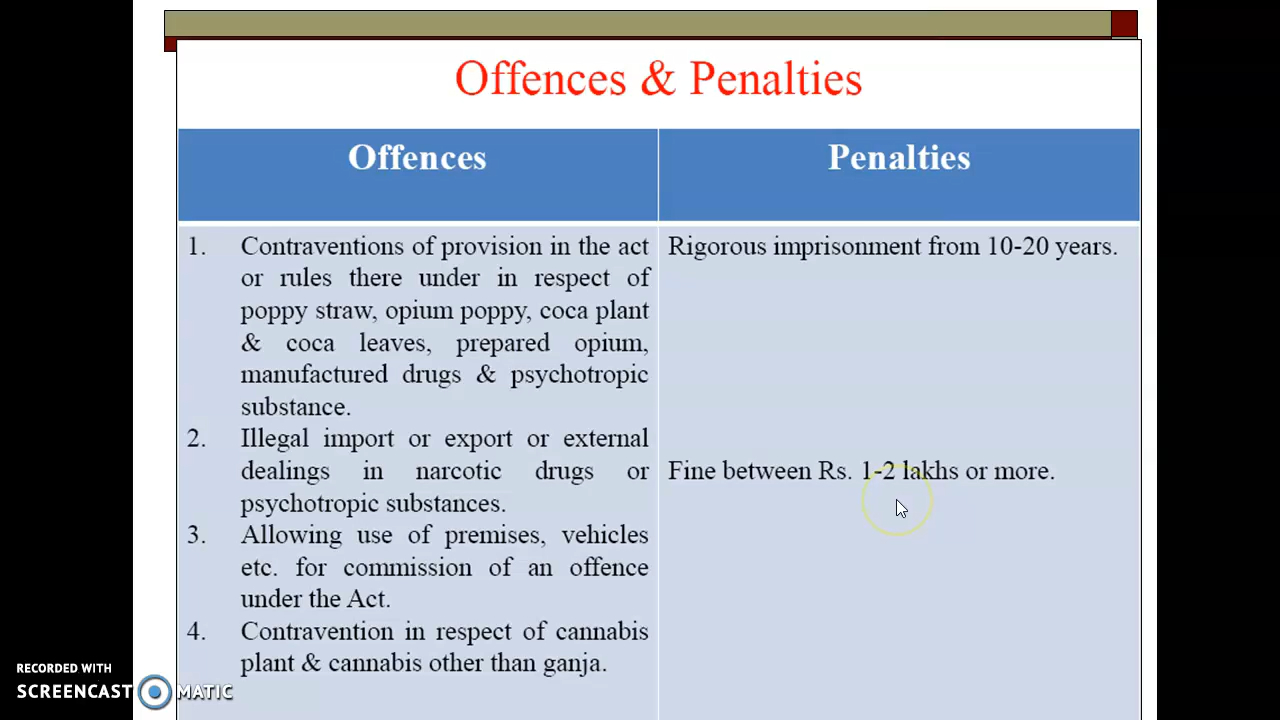 Offences & Penalties
Offences
Penalties
1. Contraventions of provision in the act
or rules there under in respect of
poppy straw, opium poppy, coca plant
& coca leaves, prepared opium,
manufactured drugs & psychotropic
substance.
2. Illegal import or export or external
dealings in narcotic drugs or
psychotropic substances.
3. Allowing use of premises, vehicles
etc. for commission of an offence
under the Act.
4. Contravention in respect of cannabis
plant & cannabis other than ganja.
Rigorous imprisonment from 10-20 years.
Fine between Rs. 1-2 lakhs or more.
RECORDED WITH
SCREENCAST MATIC